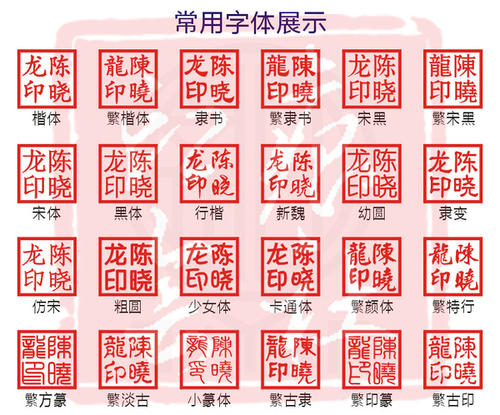 常用字体展示
陈晓龙印 陳曉龍印 陈晓龙印 陳曉龍印 陈晓龙印 陳曉龍印
楷体 繁楷体 隶书 繁隶书 宋黑 繁宋黑
陈晓龙印 陈晓龙印 陈晓龙印 陈晓龙印 陈晓龙印 陈晓龙印
宋体 黑体 行楷 新魏 幼圆 隶变
陈晓龙印 陈晓龙印 陈晓龙印 陈晓龙印 陳曉龍印 陳曉龍印
仿宋 粗圆 少女体 卡通体 繁颜体 繁特行
陳曉龍印 陳曉龍印 陳曉龍印 陳曉龍印 陳曉龍印 陳曉龍印
繁方篆 繁淡古 小篆体 繁古隶 繁印篆 繁古印